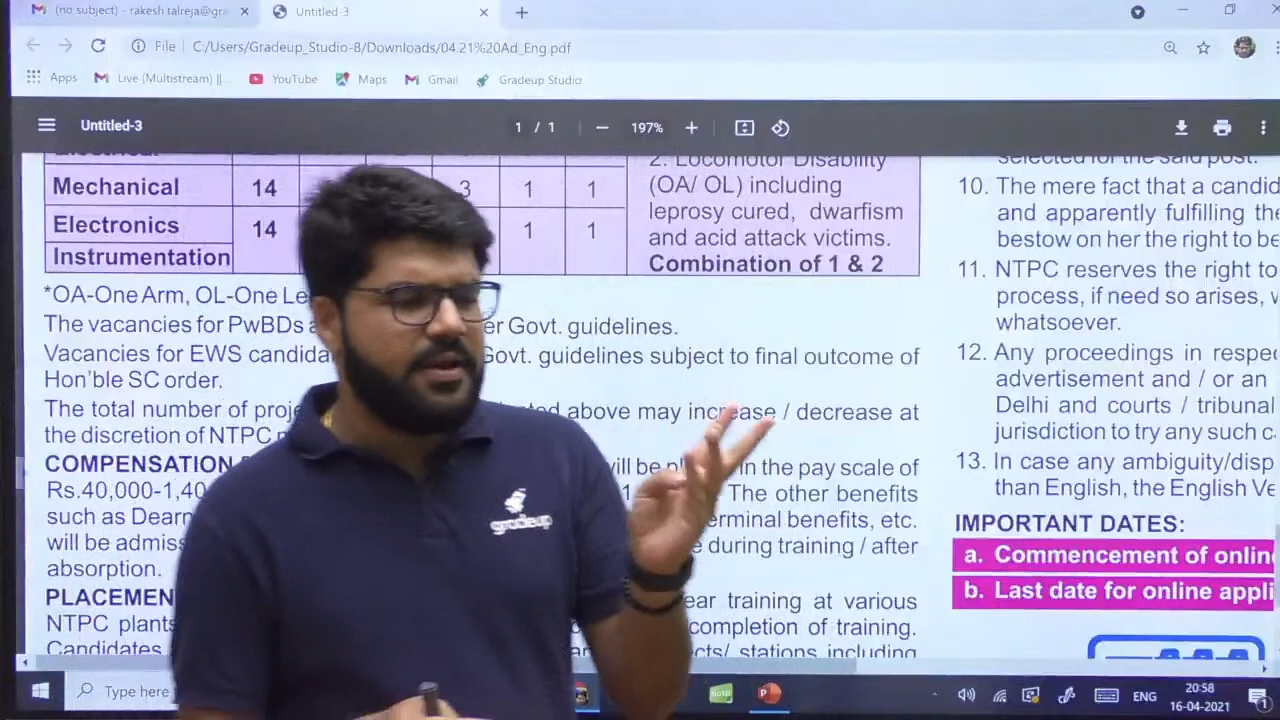 (no subject) - rakesh.talreja@gra
Untitled-3
File
C:/Users/Gradeup_Studio-8/Downloads/04.21%20Ad_Eng.pdf
Apps
Live (Multistream) ||...
YouTube
Maps
Gmail
Gradeup Studio
Untitled-3
1 / 1
197%
Mechanical 14 3 1 1
Electronics 14 1 1
Instrumentation
2. Locomotor Disability
(OA/ OL) including
leprosy cured, dwarfism
and acid attack victims.
Combination of 1 & 2
*OA-One Arm, OL-One Le
The vacancies for PwBDs a er Govt. guidelines.
Vacancies for EWS candida Govt. guidelines subject to final outcome of
Hon'ble SC order.
The total number of proje above may increase / decrease at
the discretion of NTPC
COMPENSATION will be in the pay scale of
Rs.40,000-1,40 The other benefits
such as Dearn erminal benefits, etc.
will be admiss e during training / after
absorption.
PLACEMEN ear training at various
NTPC plants completion of training.
Candidates ects/ stations including
selected for the said post.
10. The mere fact that a candid
and apparently fulfilling the
bestow on her the right to be
11. NTPC reserves the right to
process, if need so arises,
whatsoever.
12. Any proceedings in respec
advertisement and / or an
Delhi and courts / tribunal
jurisdiction to try any such c
13. In case any ambiguity/disp
than English, the English Ve
IMPORTANT DATES:
a. Commencement of onlin
b. Last date for online appli
gradeup
Type here
Note
ENG
20:58
16-04-2021